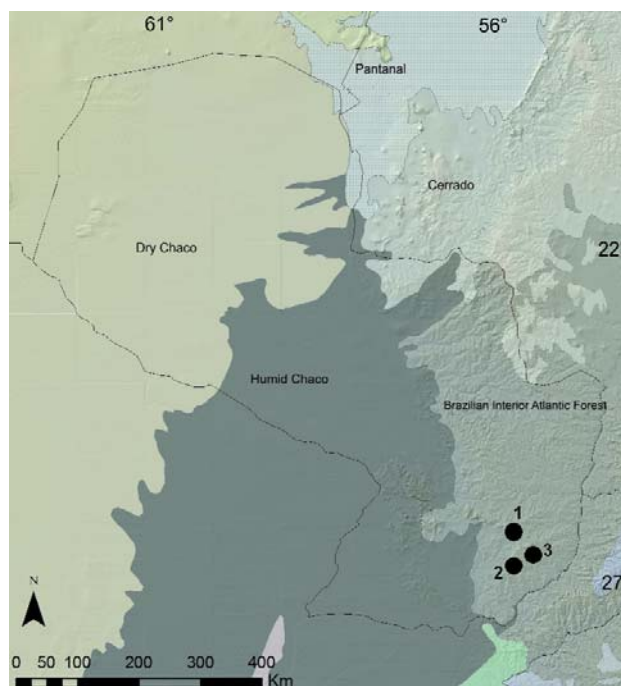 61°
56°
Pantanal
Cerrado
Dry Chaco
22
Humid Chaco
Brazilian Interior Atlantic Forest
1
3
2
27
N
0 50 100 200 300 400
Km